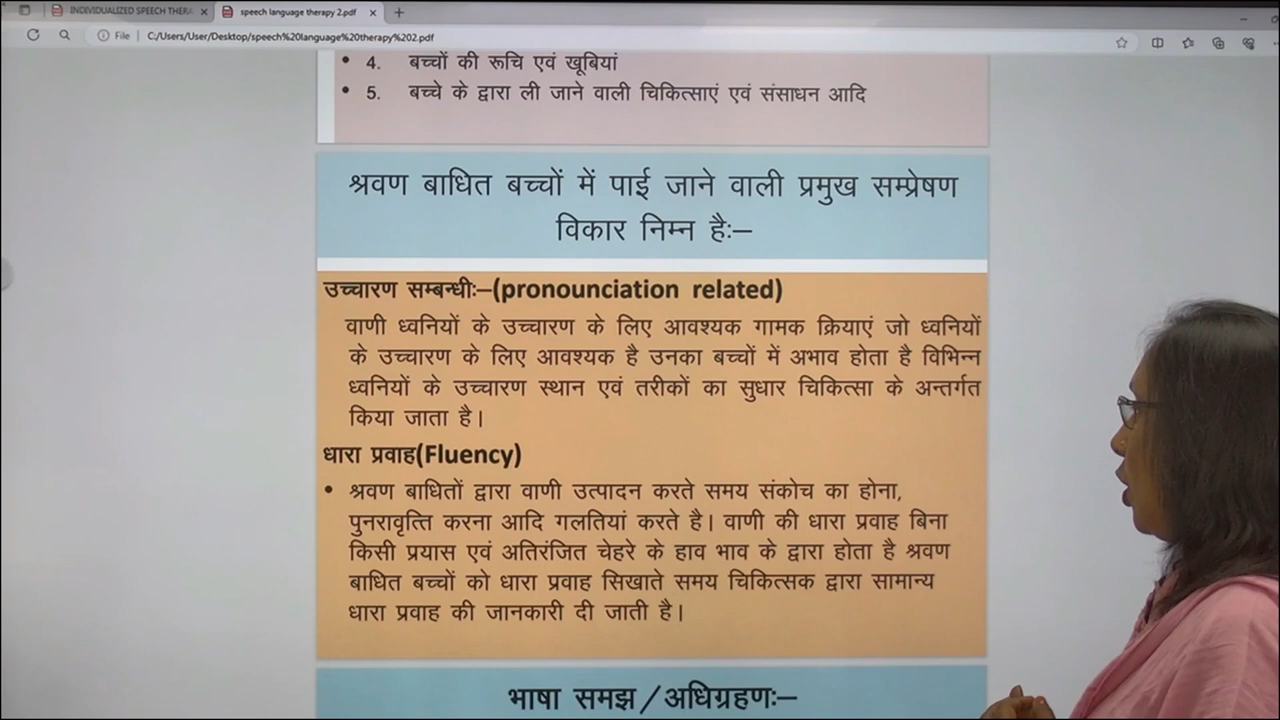 INDIVIDUALIZED SPEECH THERA
speech language therapy 2.pdf
File
C:/Users/User/Desktop/speech%20language%20therapy%202.pdf
• 4. बच्चों की रूचि एवं खूबियां
• 5. बच्चे के द्वारा ली जाने वाली चिकित्साएं एवं संसाधन आदि
श्रवण बाधित बच्चों में पाई जाने वाली प्रमुख सम्प्रेषण
विकार निम्न हैः–
उच्चारण सम्बन्धीः–(pronounciation related)
वाणी ध्वनियों के उच्चारण के लिए आवश्यक गामक क्रियाएं जो ध्वनियों
के उच्चारण के लिए आवश्यक है उनका बच्चों में अभाव होता है विभिन्न
ध्वनियों के उच्चारण स्थान एवं तरीकों का सुधार चिकित्सा के अन्तर्गत
किया जाता है।
धारा प्रवाह(Fluency)
• श्रवण बाधितों द्वारा वाणी उत्पादन करते समय संकोच का होना,
पुनरावृत्ति करना आदि गलतियां करते है। वाणी की धारा प्रवाह बिना
किसी प्रयास एवं अतिरंजित चेहरे के हाव भाव के द्वारा होता है श्रवण
बाधित बच्चों को धारा प्रवाह सिखाते समय चिकित्सक द्वारा सामान्य
धारा प्रवाह की जानकारी दी जाती है।
भाषा समझ/अधिग्रहणः–